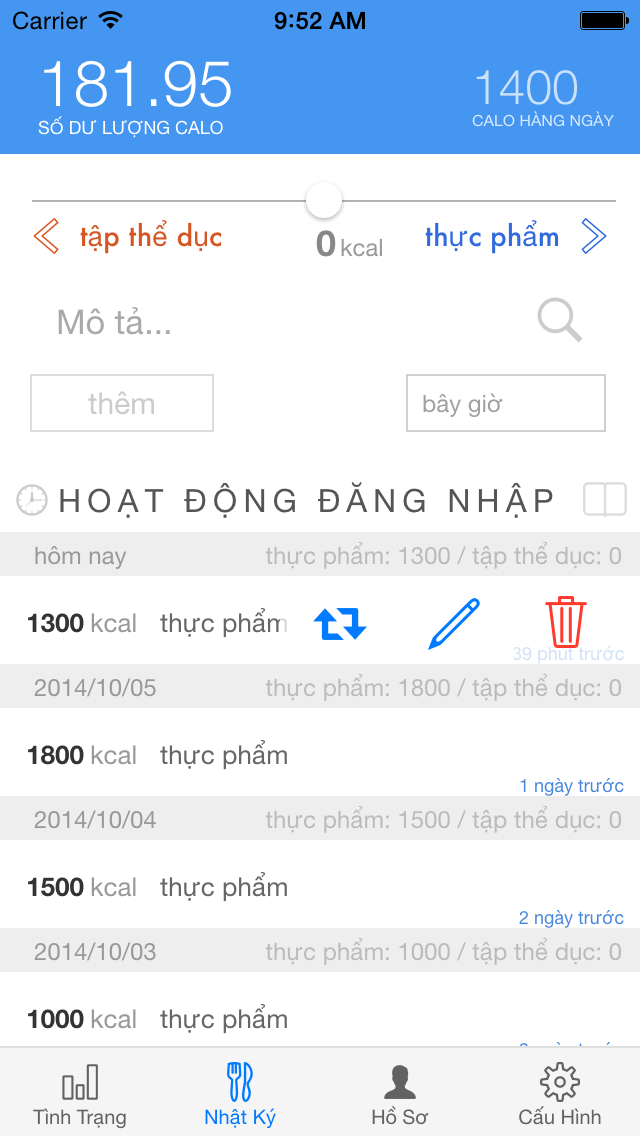 Carrier 9:52 AM
181.95 1400
SỐ DƯ LƯỢNG CALO CALO HÀNG NGÀY
tập thể dục 0 kcal thực phẩm
Mô tả...
thêm bây giờ
HOẠT ĐỘNG ĐĂNG NHẬP
hôm nay thực phẩm: 1300 / tập thể dục: 0
1300 kcal thực phẩm
39 phút trước
2014/10/05 thực phẩm: 1800 / tập thể dục: 0
1800 kcal thực phẩm
1 ngày trước
2014/10/04 thực phẩm: 1500 / tập thể dục: 0
1500 kcal thực phẩm
2 ngày trước
2014/10/03 thực phẩm: 1000 / tập thể dục: 0
1000 kcal thực phẩm
Tình Trạng Nhật Ký Hồ Sơ Cấu Hình